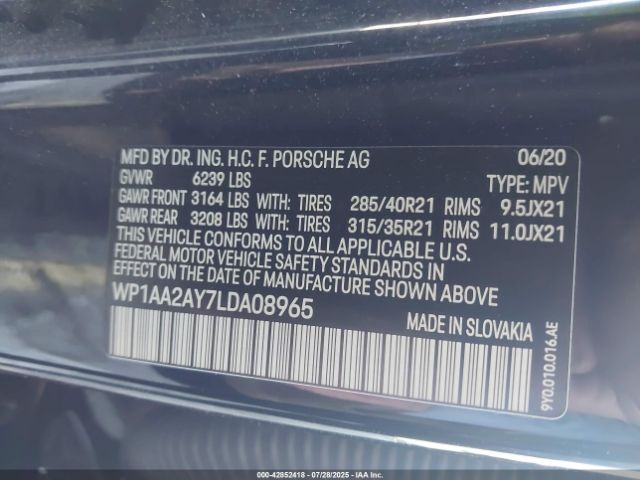 MFD BY DR. ING. H.C. F. PORSCHE AG 06/20
GVWR 6239 LBS TYPE: MPV
GAWR FRONT 3164 LBS WITH: TIRES 285/40R21 RIMS 9.5JX21
GAWR REAR 3208 LBS WITH: TIRES 315/35R21 RIMS 11.0JX21
THIS VEHICLE CONFORMS TO ALL APPLICABLE U.S.
FEDERAL MOTOR VEHICLE SAFETY STANDARDS IN
EFFECT ON THE DATE OF MANUFACTURE SHOWN ABOVE
WP1AA2AY7LDA08965 MADE IN SLOVAKIA
9Y0.010.016.AE
000-42852418 | 07/28/2025 | IAAI.com